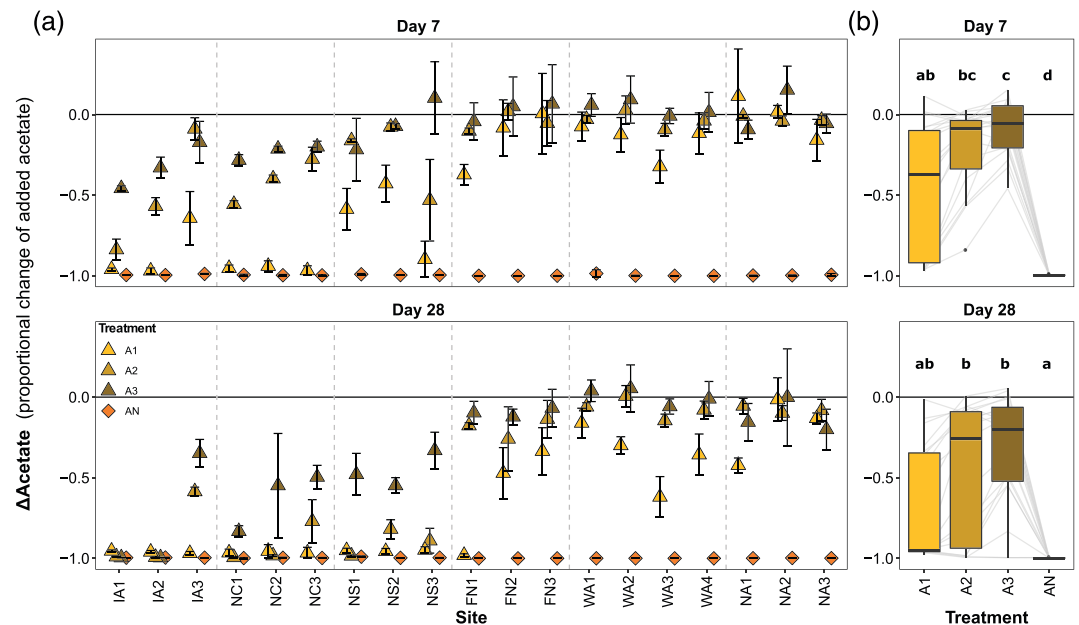 (a)
Day 7
(b)
Day 7
ΔAcetate (proportional change of added acetate)
0.0
−0.5
−1.0
0.0
−0.5
−1.0
ab
bc
c
d
Day 28
Day 28
Treatment
A1
A2
A3
AN
0.0
−0.5
−1.0
0.0
−0.5
−1.0
ab
b
b
a
IA1
IA2
IA3
NC1
NC2
NC3
NS1
NS2
NS3
FN1
FN2
FN3
WA1
WA2
WA3
WA4
NA1
NA2
NA3
Site
A1
A2
A3
AN
Treatment